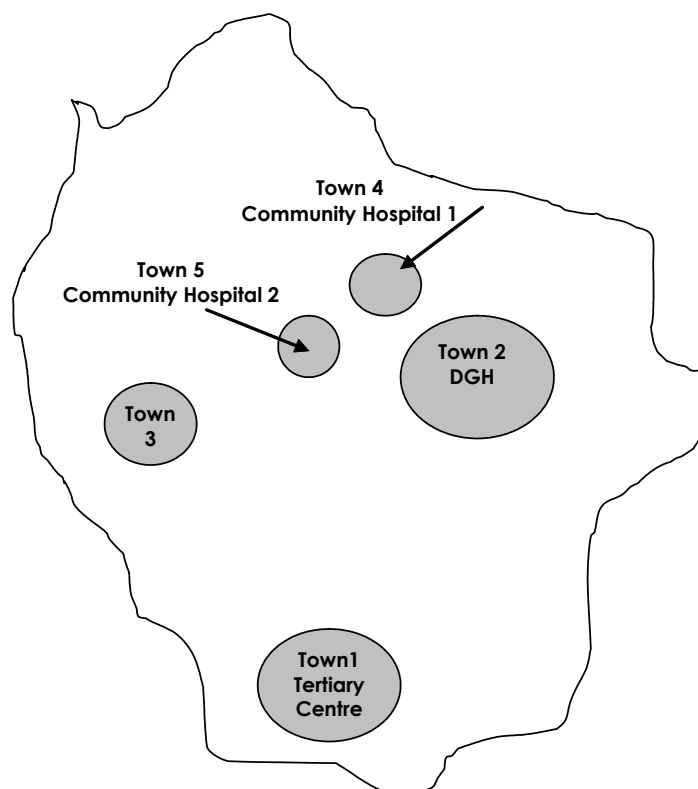 Town 4
Community Hospital 1
Town 5
Community Hospital 2
Town 2
DGH
Town
3
Town1
Tertiary
Centre